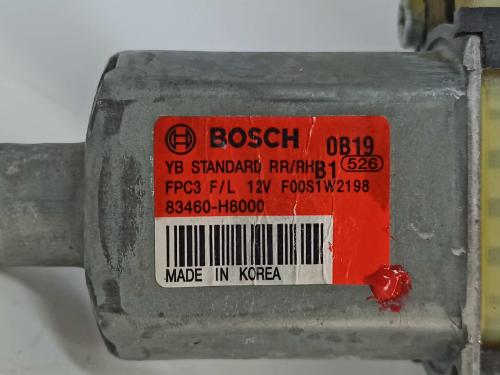 BOSCH 0B19
YB STANDARD RR/RH B1 526
FPC3 F/L 12V F00S1W2198
83460-H8000
MADE IN KOREA